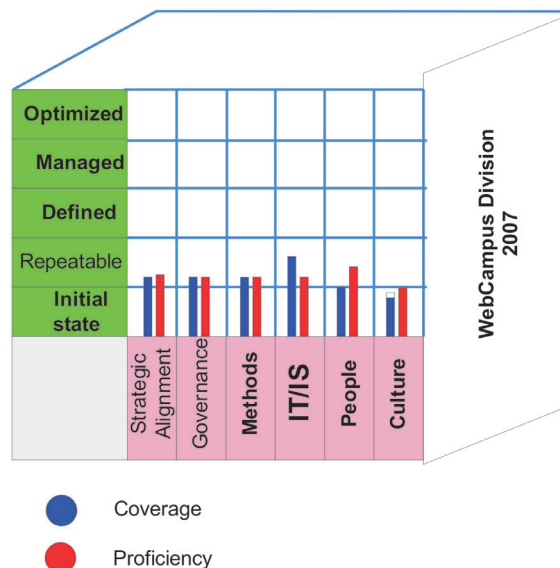 Optimized
Managed
Defined
Repeatable
Initial
state
Strategic
Alignment
Governance
Methods
IT/IS
People
Culture
WebCampus Division
2007
Coverage
Proficiency